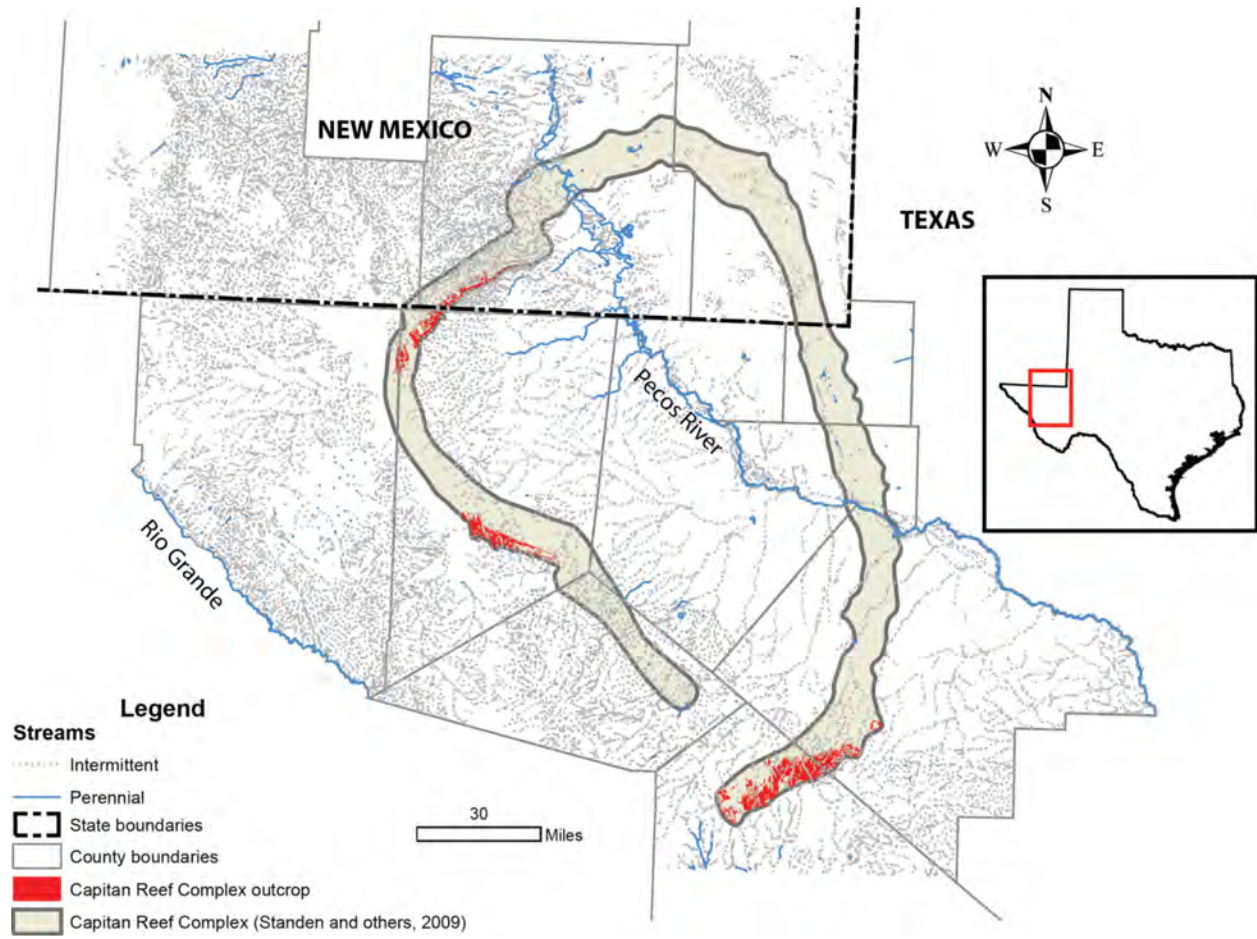 NEW MEXICO
N
W
E
S
TEXAS
Pecos River
Rio Grande
Legend
Streams
Intermittent
Perennial
State boundaries
County boundaries
Capitan Reef Complex outcrop
Capitan Reef Complex (Standen and others, 2009)
30
Miles